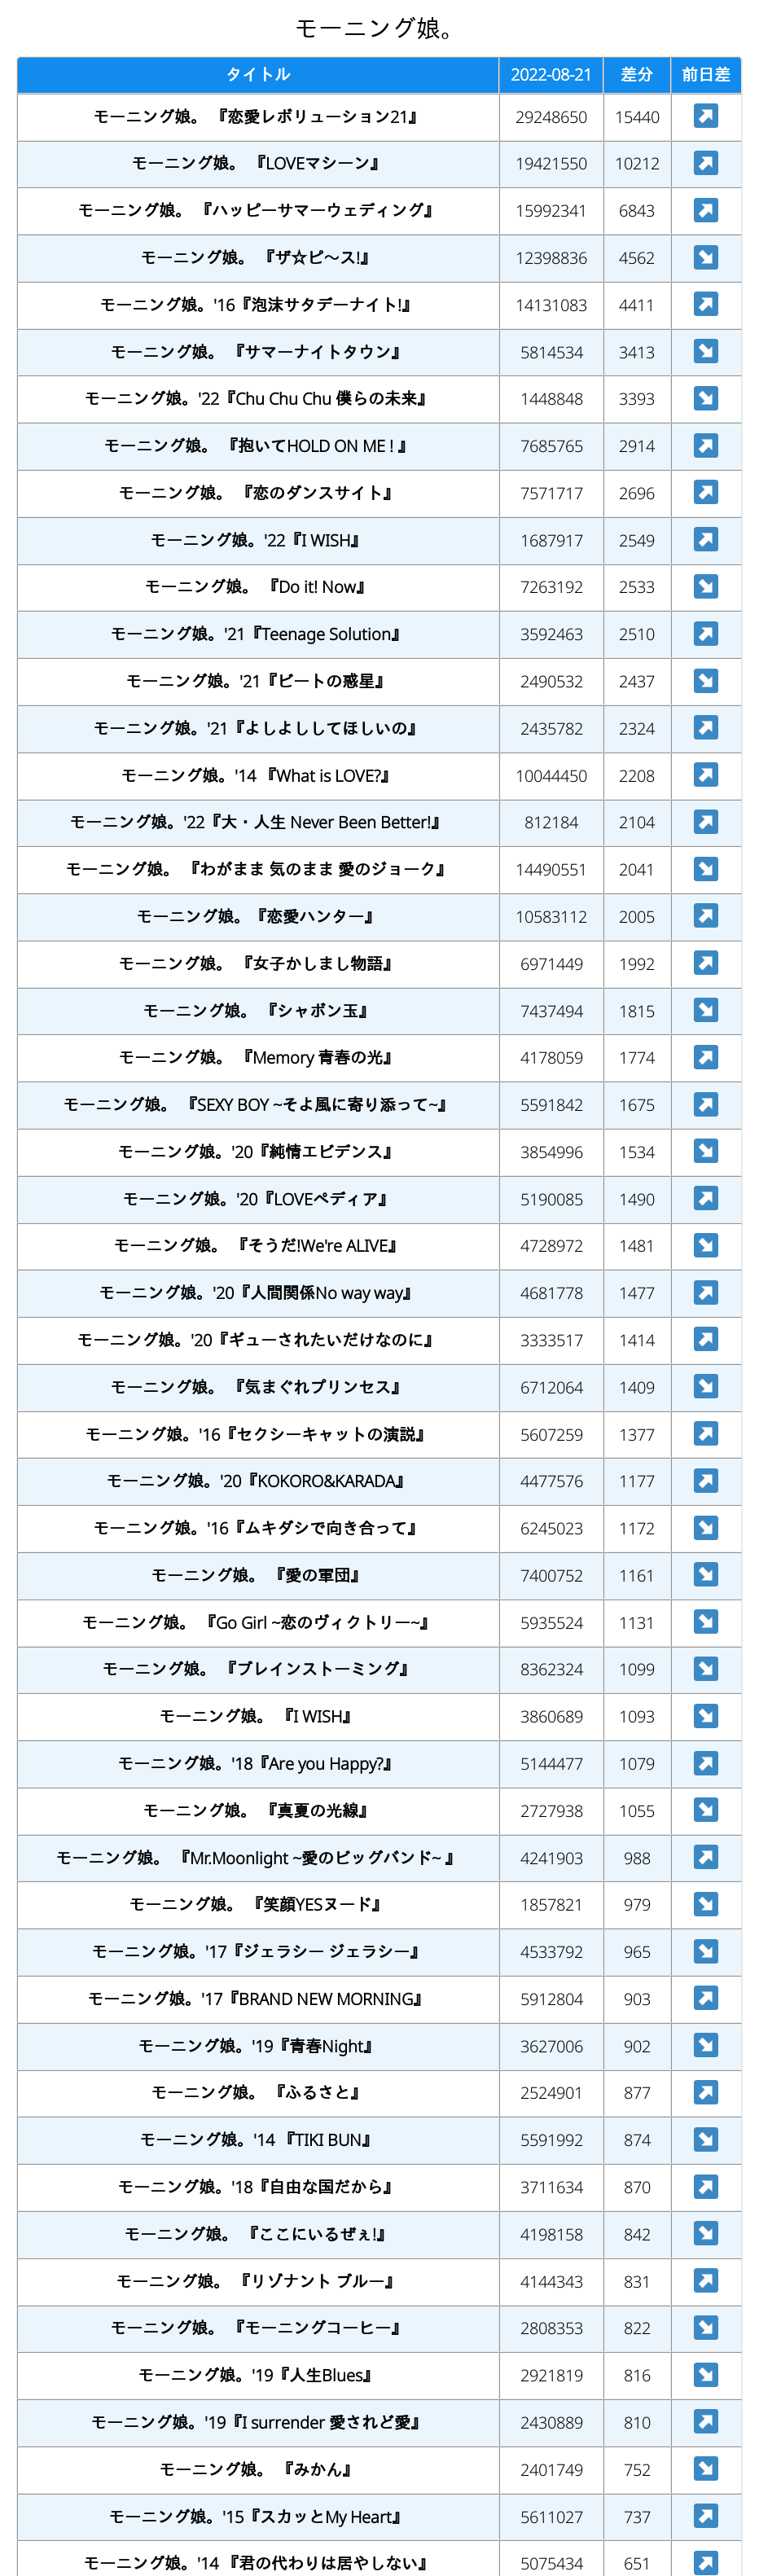 モーニング娘。
タイトル 2022-08-21 差分 前日差
モーニング娘。 『恋愛レボリューション21』 29248650 15440
モーニング娘。 『LOVEマシーン』 19421550 10212
モーニング娘。 『ハッピーサマーウェディング』 15992341 6843
モーニング娘。 『ザ☆ピ〜ス!』 12398836 4562
モーニング娘。'16『泡沫サタデーナイト!』 14131083 4411
モーニング娘。 『サマーナイトタウン』 5814534 3413
モーニング娘。'22『Chu Chu Chu 僕らの未来』 1448848 3393
モーニング娘。 『抱いてHOLD ON ME ! 』 7685765 2914
モーニング娘。 『恋のダンスサイト』 7571717 2696
モーニング娘。'22『I WISH』 1687917 2549
モーニング娘。 『Do it! Now』 7263192 2533
モーニング娘。'21『Teenage Solution』 3592463 2510
モーニング娘。'21『ビートの惑星』 2490532 2437
モーニング娘。'21『よしよししてほしいの』 2435782 2324
モーニング娘。'14 『What is LOVE?』 10044450 2208
モーニング娘。'22『大・人生 Never Been Better!』 812184 2104
モーニング娘。 『わがまま 気のまま 愛のジョーク』 14490551 2041
モーニング娘。『恋愛ハンター』 10583112 2005
モーニング娘。 『女子かしまし物語』 6971449 1992
モーニング娘。 『シャボン玉』 7437494 1815
モーニング娘。 『Memory 青春の光』 4178059 1774
モーニング娘。 『SEXY BOY ~そよ風に寄り添って~』 5591842 1675
モーニング娘。'20『純情エビデンス』 3854996 1534
モーニング娘。'20『LOVEペディア』 5190085 1490
モーニング娘。 『そうだ!We're ALIVE』 4728972 1481
モーニング娘。'20『人間関係No way way』 4681778 1477
モーニング娘。'20『ギューされたいだけなのに』 3333517 1414
モーニング娘。 『気まぐれプリンセス』 6712064 1409
モーニング娘。'16『セクシーキャットの演説』 5607259 1377
モーニング娘。'20『KOKORO&KARADA』 4477576 1177
モーニング娘。'16『ムキダシで向き合って』 6245023 1172
モーニング娘。 『愛の軍団』 7400752 1161
モーニング娘。 『Go Girl ~恋のヴィクトリー~』 5935524 1131
モーニング娘。 『ブレインストーミング』 8362324 1099
モーニング娘。 『I WISH』 3860689 1093
モーニング娘。'18『Are you Happy?』 5144477 1079
モーニング娘。 『真夏の光線』 2727938 1055
モーニング娘。 『Mr.Moonlight ~愛のビッグバンド~ 』 4241903 988
モーニング娘。 『笑顔YESヌード』 1857821 979
モーニング娘。'17『ジェラシー ジェラシー』 4533792 965
モーニング娘。'17『BRAND NEW MORNING』 5912804 903
モーニング娘。'19『青春Night』 3627006 902
モーニング娘。 『ふるさと』 2524901 877
モーニング娘。'14 『TIKI BUN』 5591992 874
モーニング娘。'18『自由な国だから』 3711634 870
モーニング娘。 『ここにいるぜぇ!』 4198158 842
モーニング娘。 『リゾナント ブルー』 4144343 831
モーニング娘。 『モーニングコーヒー』 2808353 822
モーニング娘。'19『人生Blues』 2921819 816
モーニング娘。'19『I surrender 愛されど愛』 2430889 810
モーニング娘。 『みかん』 2401749 752
モーニング娘。'15『スカッとMy Heart』 5611027 737
モーニング娘。'14 『君の代わりは居やしない』 5075434 651